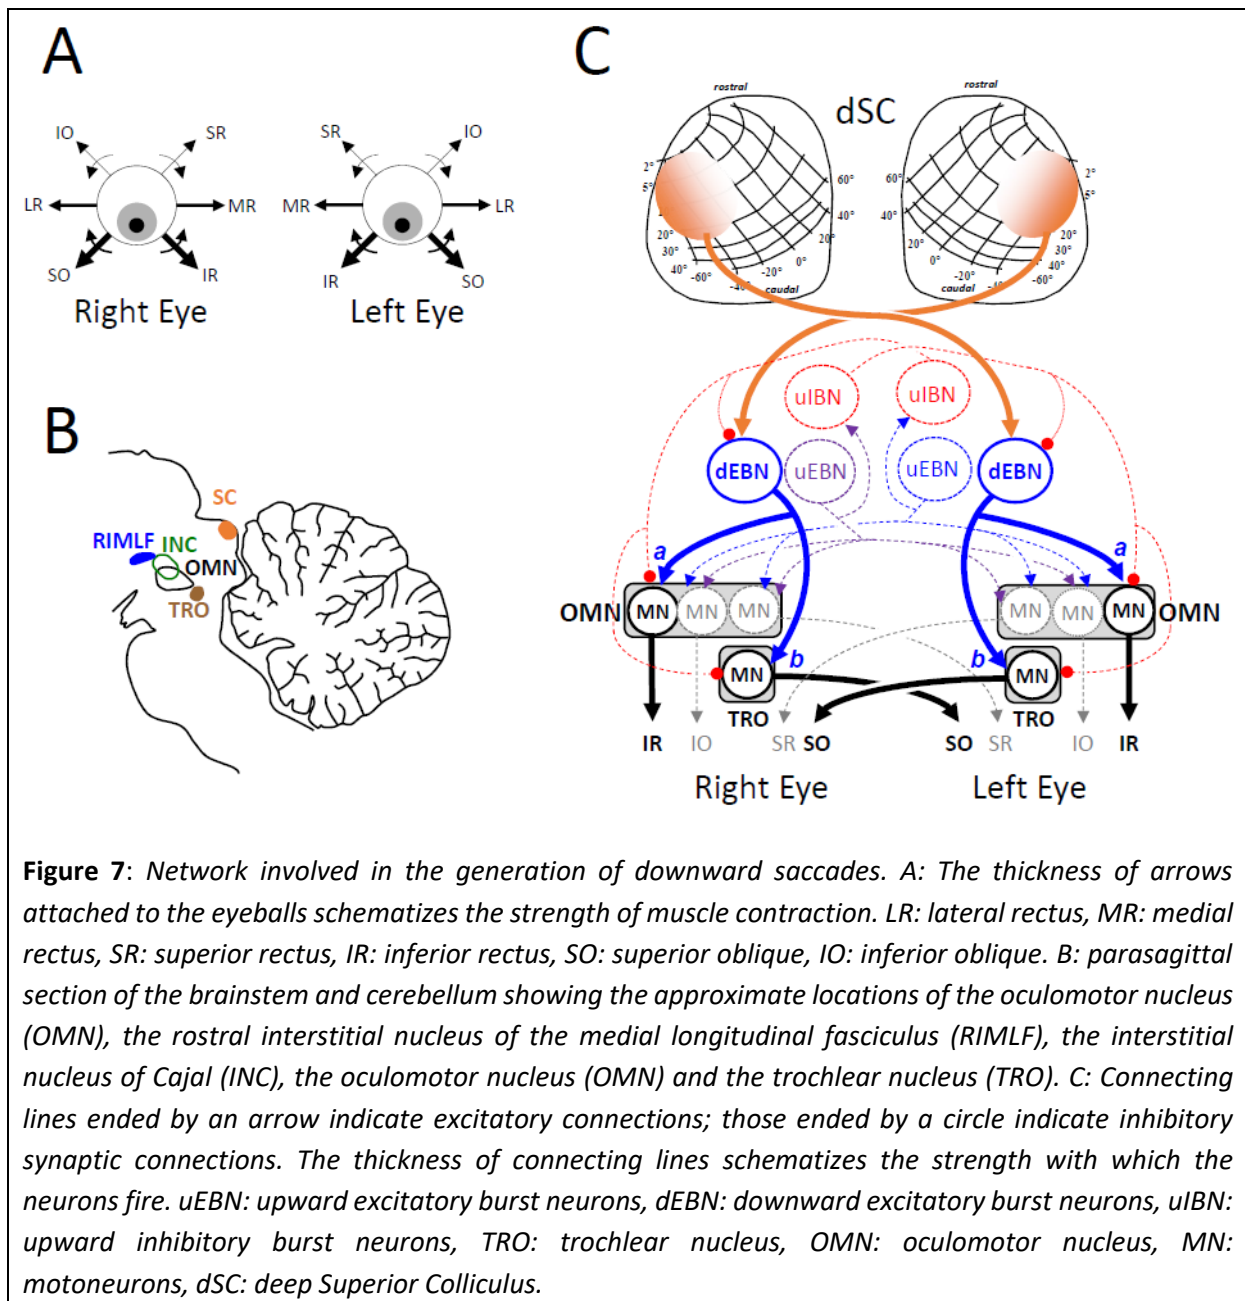 A
IO
SR
LR
MR
SO
IR
Right Eye
SR
IO
MR
LR
IR
SO
Left Eye
B
SC
RIMLF
INC
OMN
TRO
C
dSC
rostral
2°
5°
60°
40°
20°
20°
30°
40°
-60°
-40
-20°
0°
caudal
rostral
2°
5°
60°
40°
20°
0°
-20°
-40
-60°
40°
30°
20°
caudal
uIBN
uIBN
dEBN
uEBN
uEBN
dEBN
a
a
OMN
MN
MN
MN
MN
MN
MN
OMN
MN
b
b
MN
TRO
TRO
IR
IO
SR
SO
SO
SR
IO
IR
Right Eye
Left Eye
Figure 7: Network involved in the generation of downward saccades. A: The thickness of arrows
attached to the eyeballs schematizes the strength of muscle contraction. LR: lateral rectus, MR: medial
rectus, SR: superior rectus, IR: inferior rectus, SO: superior oblique, IO: inferior oblique. B: parasagittal
section of the brainstem and cerebellum showing the approximate locations of the oculomotor nucleus
(OMN), the rostral interstitial nucleus of the medial longitudinal fasciculus (RIMLF), the interstitial
nucleus of Cajal (INC), the oculomotor nucleus (OMN) and the trochlear nucleus (TRO). C: Connecting
lines ended by an arrow indicate excitatory connections; those ended by a circle indicate inhibitory
synaptic connections. The thickness of connecting lines schematizes the strength with which the
neurons fire. uEBN: upward excitatory burst neurons, dEBN: downward excitatory burst neurons, uIBN:
upward inhibitory burst neurons, TRO: trochlear nucleus, OMN: oculomotor nucleus, MN:
motoneurons, dSC: deep Superior Colliculus.